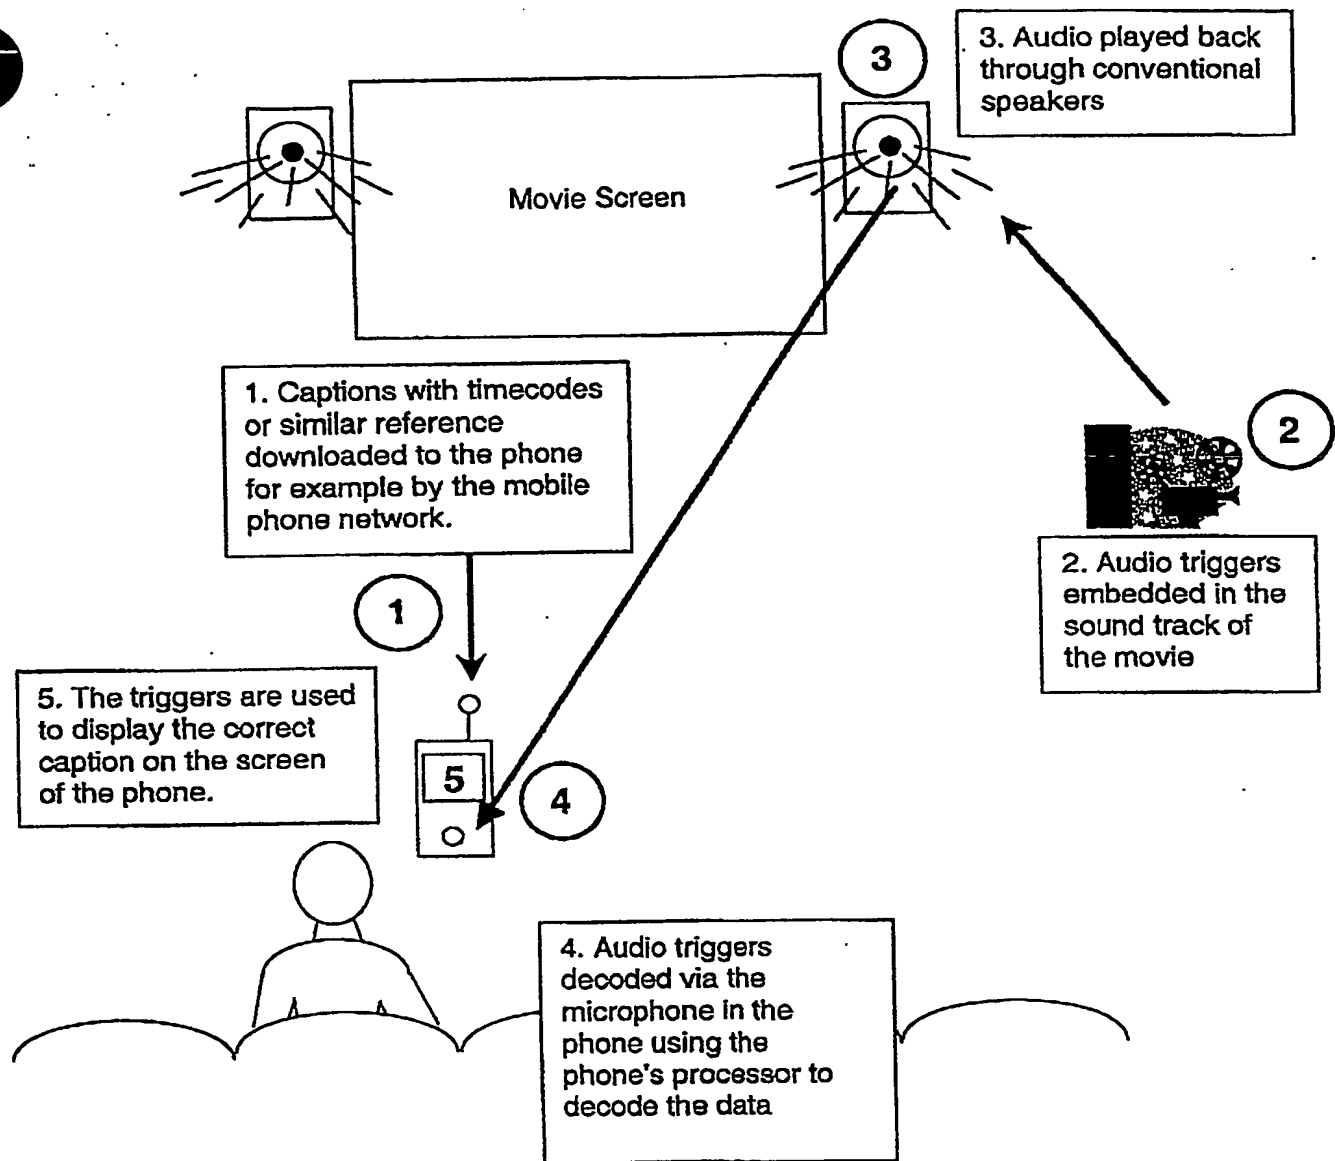 3
3. Audio played back
through conventional
speakers
Movie Screen
1. Captions with timecodes
or similar reference
downloaded to the phone
for example by the mobile
phone network.
2
2. Audio triggers
embedded in the
sound track of
the movie
1
5. The triggers are used
to display the correct
caption on the screen
of the phone.
5
4
4. Audio triggers
decoded via the
microphone in the
phone using the
phone's processor to
decode the data